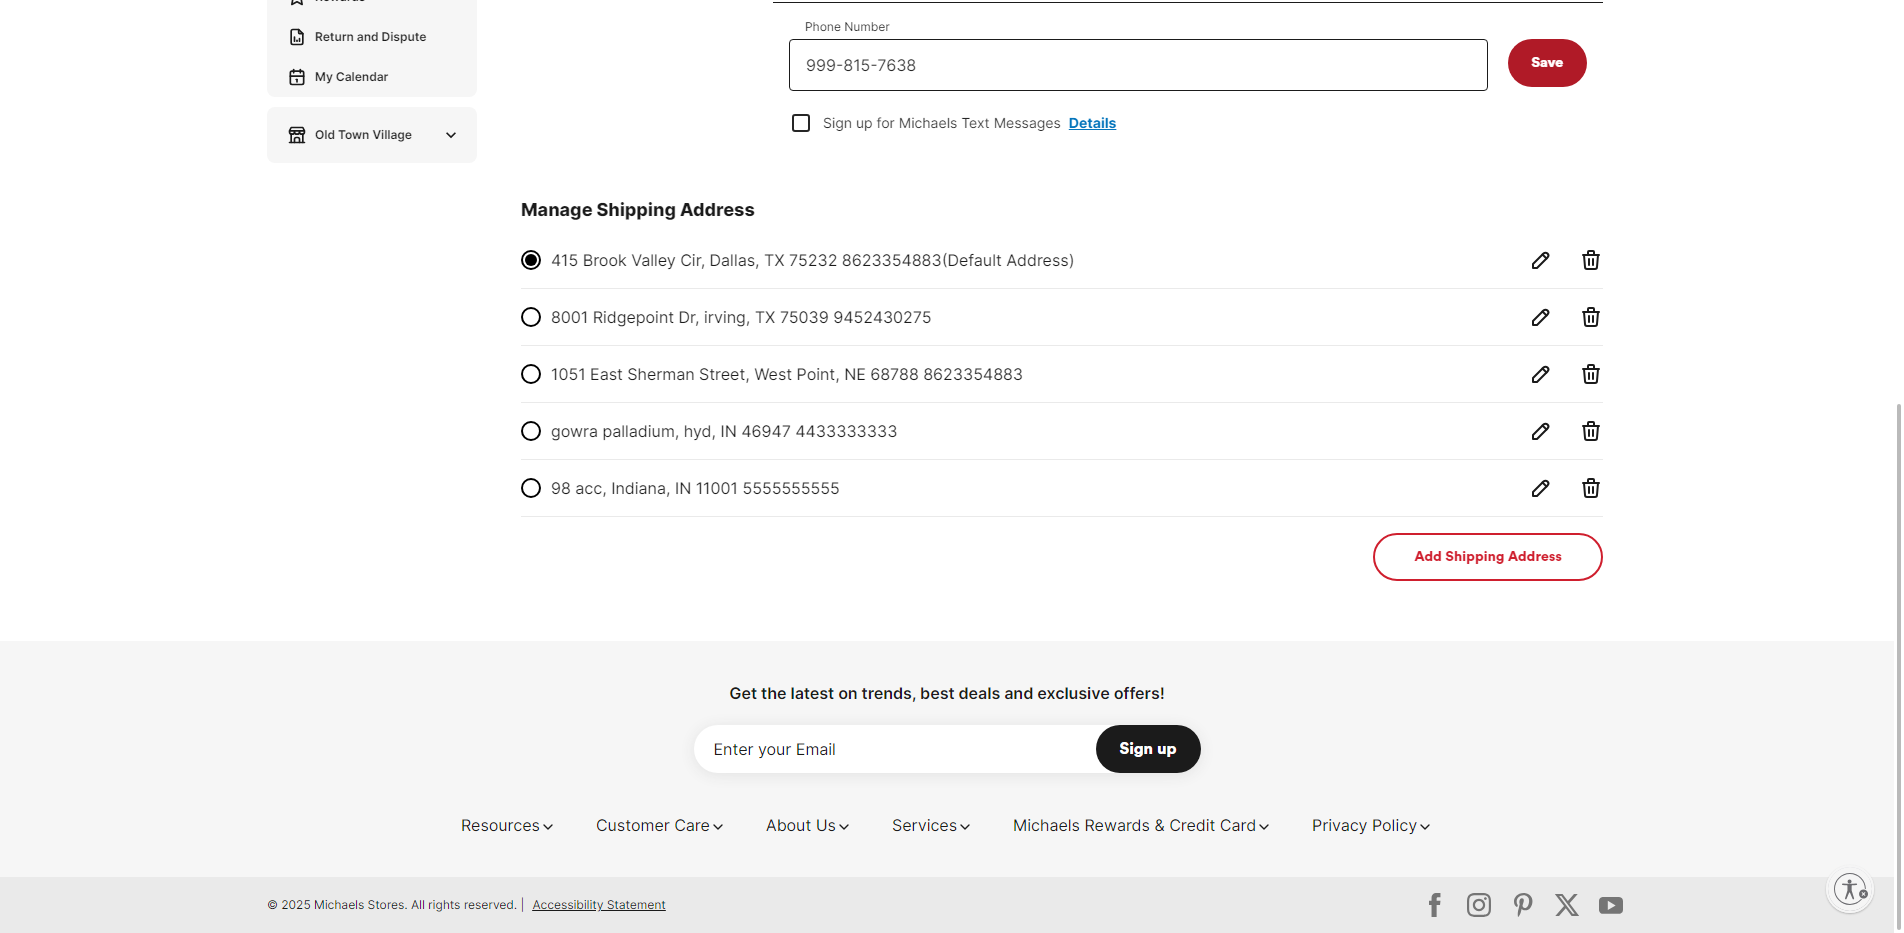 Rewards
Return and Dispute
My Calendar
Old Town Village
Phone Number
999-815-7638
Save
Sign up for Michaels Text Messages Details
Manage Shipping Address
415 Brook Valley Cir, Dallas, TX 75232 8623354883(Default Address)
8001 Ridgepoint Dr, irving, TX 75039 9452430275
1051 East Sherman Street, West Point, NE 68788 8623354883
gowra palladium, hyd, IN 46947 4433333333
98 acc, Indiana, IN 11001 5555555555
Add Shipping Address
Get the latest on trends, best deals and exclusive offers!
Enter your Email
Sign up
Resources Customer Care About Us Services Michaels Rewards & Credit Card Privacy Policy
© 2025 Michaels Stores. All rights reserved. | Accessibility Statement